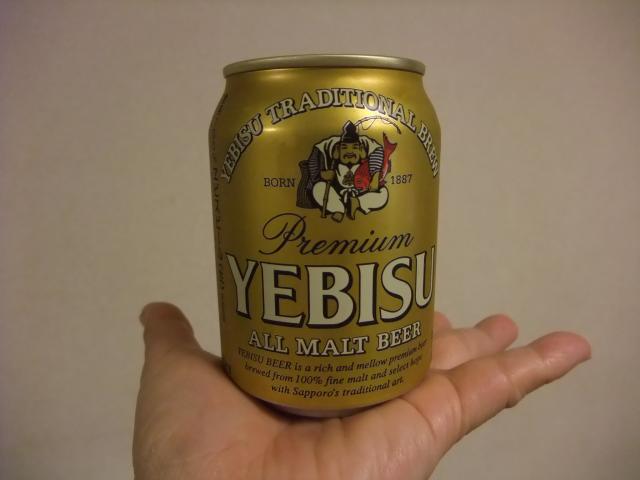 YEBISU TRADITIONAL BREW
BORN 1887
Premium
YEBISU
ALL MALT BEER
YEBISU BEER is a rich and mellow premium beer
brewed from 100% fine malt and select hops
with Sapporo's traditional art.